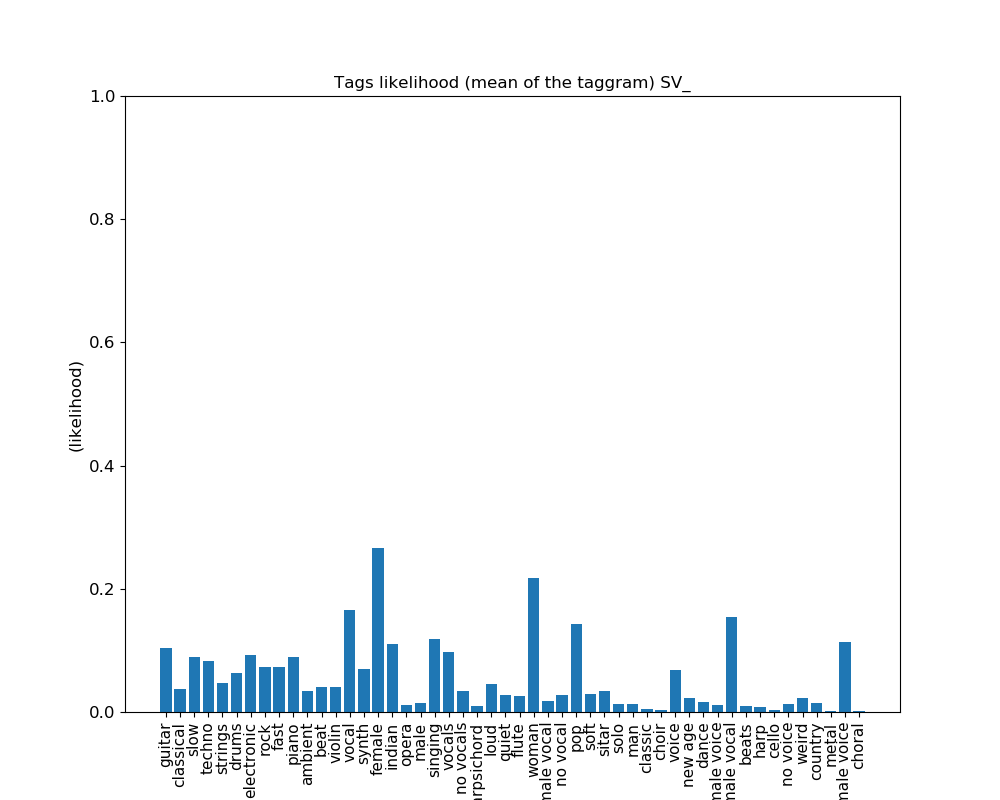 Tags likelihood (mean of the taggram) SV_
1.0
0.8
0.6
0.4
0.2
0.0
(likelihood)
guitar
classical
slow
techno
strings
drums
electronic
rock
fast
piano
ambient
beat
violin
vocal
synth
female
indian
opera
male
singing
vocals
no vocals
arpsichord
loud
quiet
flute
woman
male vocal
no vocal
pop
soft
sitar
solo
man
classic
choir
voice
new age
dance
male voice
male vocal
beats
harp
cello
no voice
weird
country
metal
male voice
choral